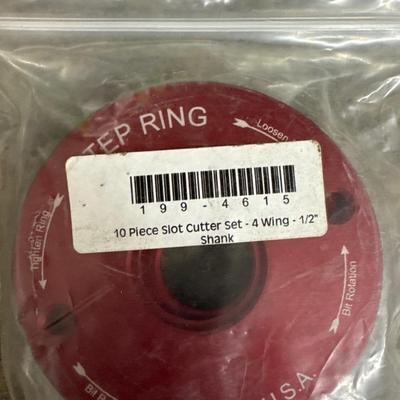 TEP RING
Loosen
Tighten Ring
199-4615
10 Piece Slot Cutter Set - 4 Wing - 1/2"
Shank
Bit Rotation
U.S.A.